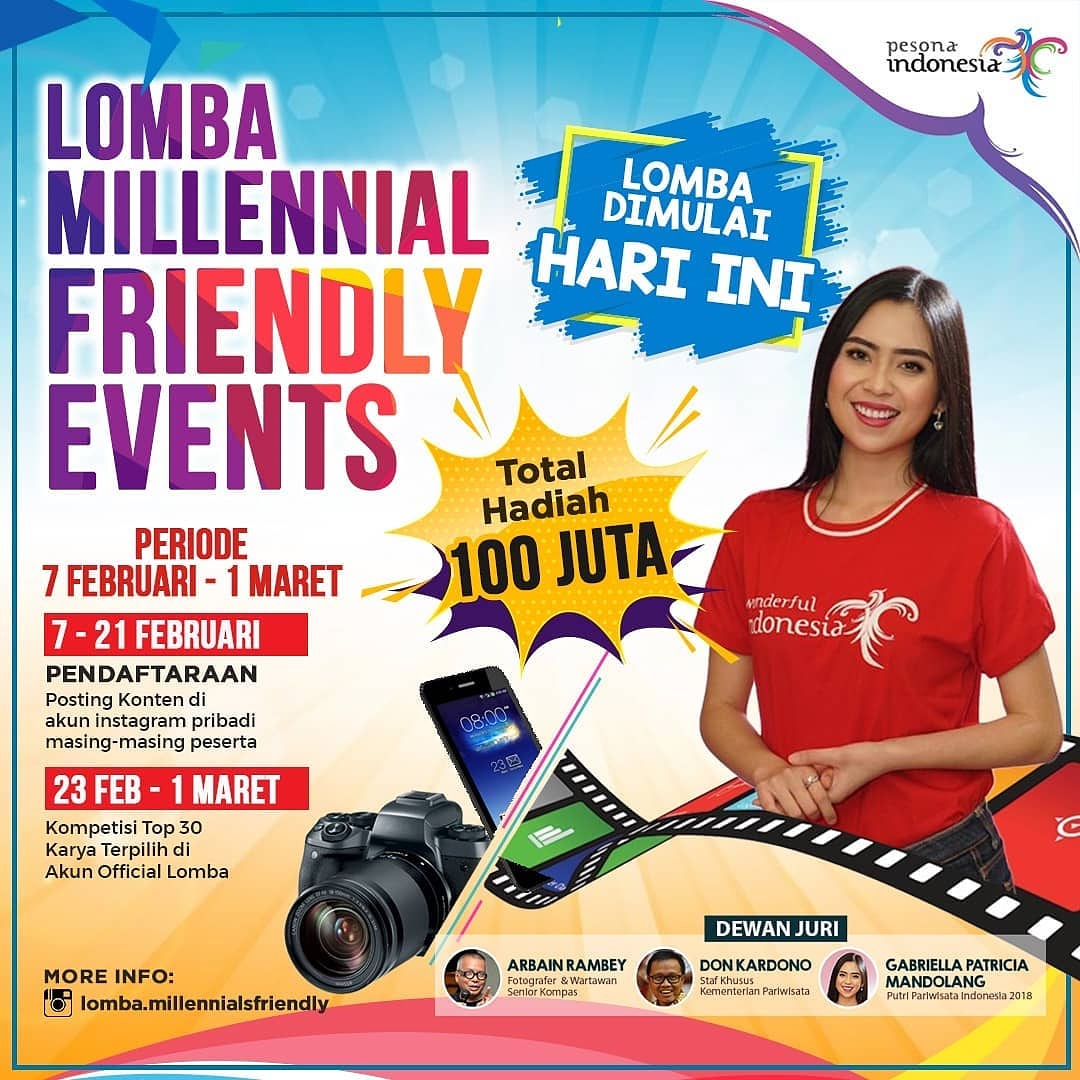 pesona
indonesia
LOMBA
MILLENNIAL
FRIENDLY
EVENTS
LOMBA
DIMULAI
HARI INI
Total
Hadiah
100 JUTA
PERIODE
7 FEBRUARI - 1 MARET
7 - 21 FEBRUARI
PENDAFTARAAN
Posting Konten di
akun instagram pribadi
masing-masing peserta
23 FEB - 1 MARET
Kompetisi Top 30
Karya Terpilih di
Akun Official Lomba
wonderful
indonesia
08:00
23
DEWAN JURI
ARBAIN RAMBEY
Fotografer & Wartawan
Senior Kompas
DON KARDONO
Staf Khusus
Kementerian Pariwisata
GABRIELLA PATRICIA
MANDOLANG
Putri Pariwisata Indonesia 2018
MORE INFO:
lomba.millennialsfriendly